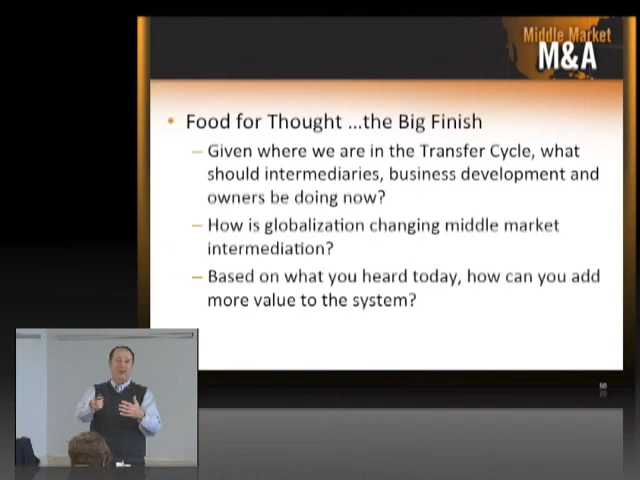 Middle Market
M&A
• Food for Thought ...the Big Finish
– Given where we are in the Transfer Cycle, what
should intermediaries, business development and
owners be doing now?
– How is globalization changing middle market
intermediation?
– Based on what you heard today, how can you add
more value to the system?